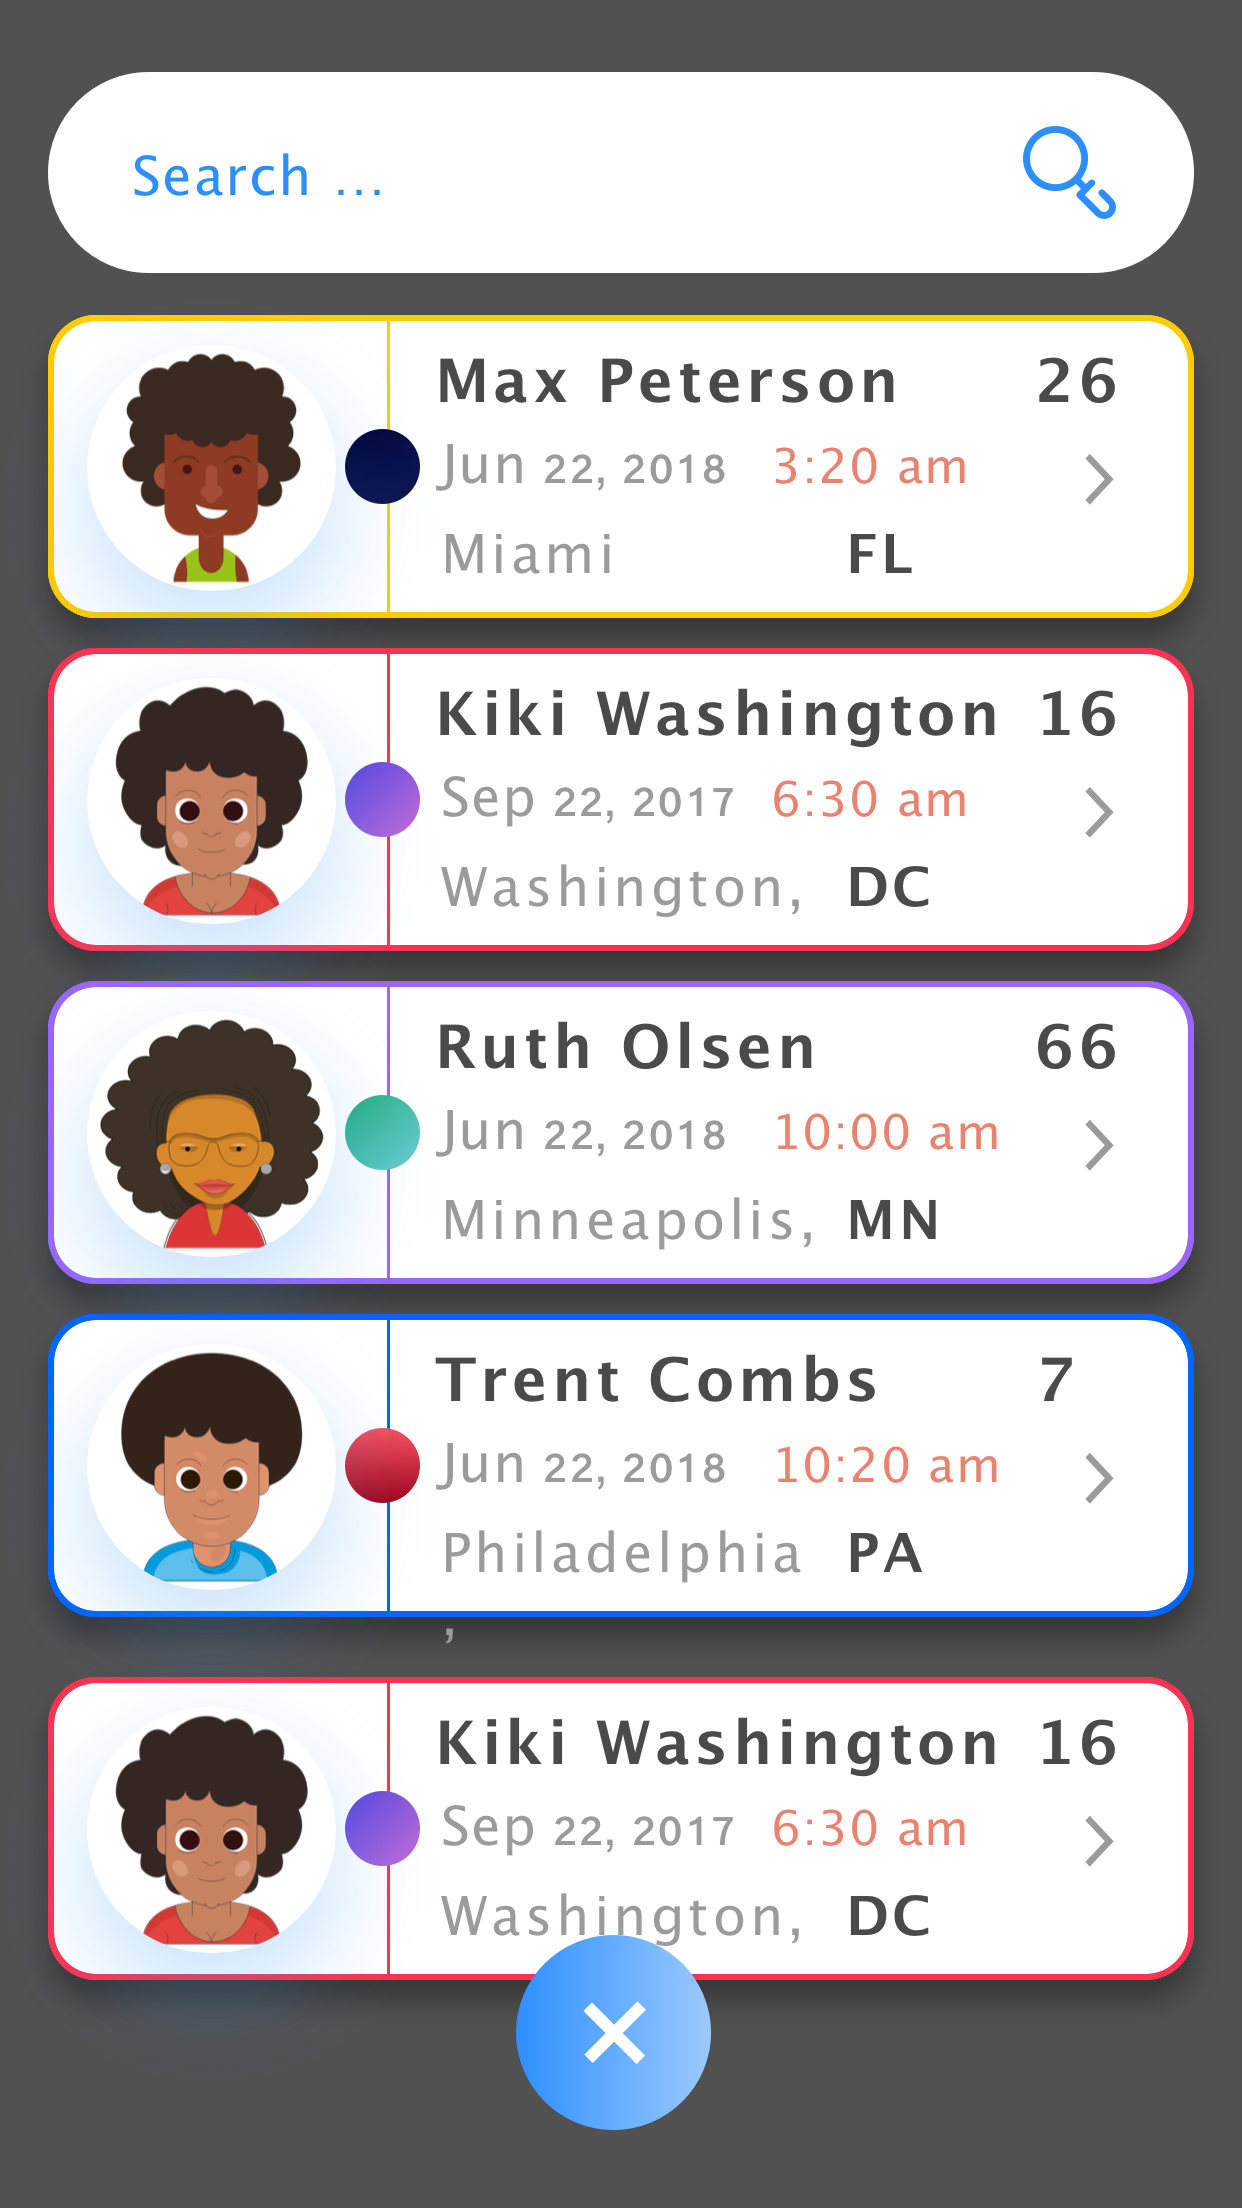 Search ...
Max Peterson 26
Jun 22, 2018 3:20 am
Miami FL
Kiki Washington 16
Sep 22, 2017 6:30 am
Washington, DC
Ruth Olsen 66
Jun 22, 2018 10:00 am
Minneapolis, MN
Trent Combs 7
Jun 22, 2018 10:20 am
Philadelphia PA
,
Kiki Washington 16
Sep 22, 2017 6:30 am
Washington, DC